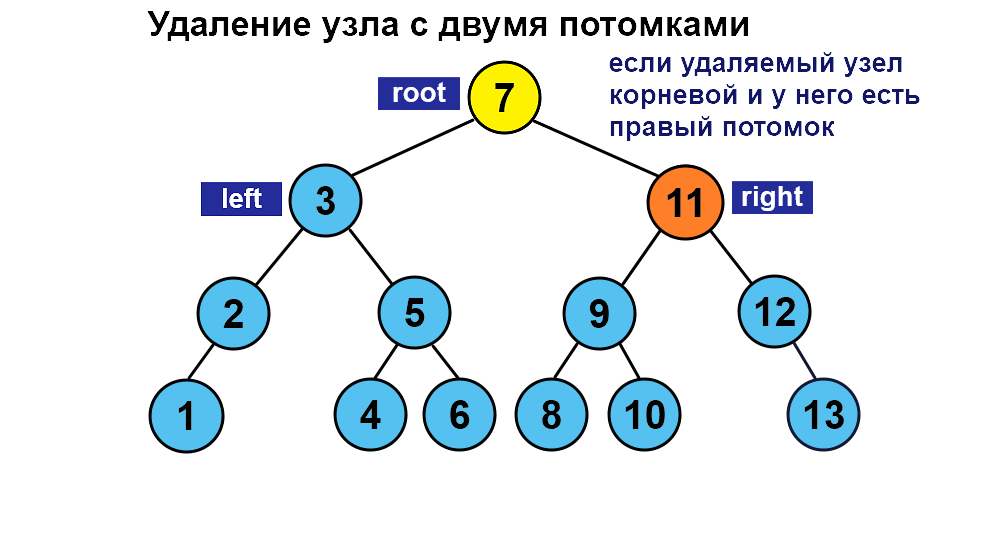 Удаление узла с двумя потомками
если удаляемый узел
корневой и у него есть
правый потомок
root
7
left
3
11
right
2
5
9
12
1
4
6
8
10
13